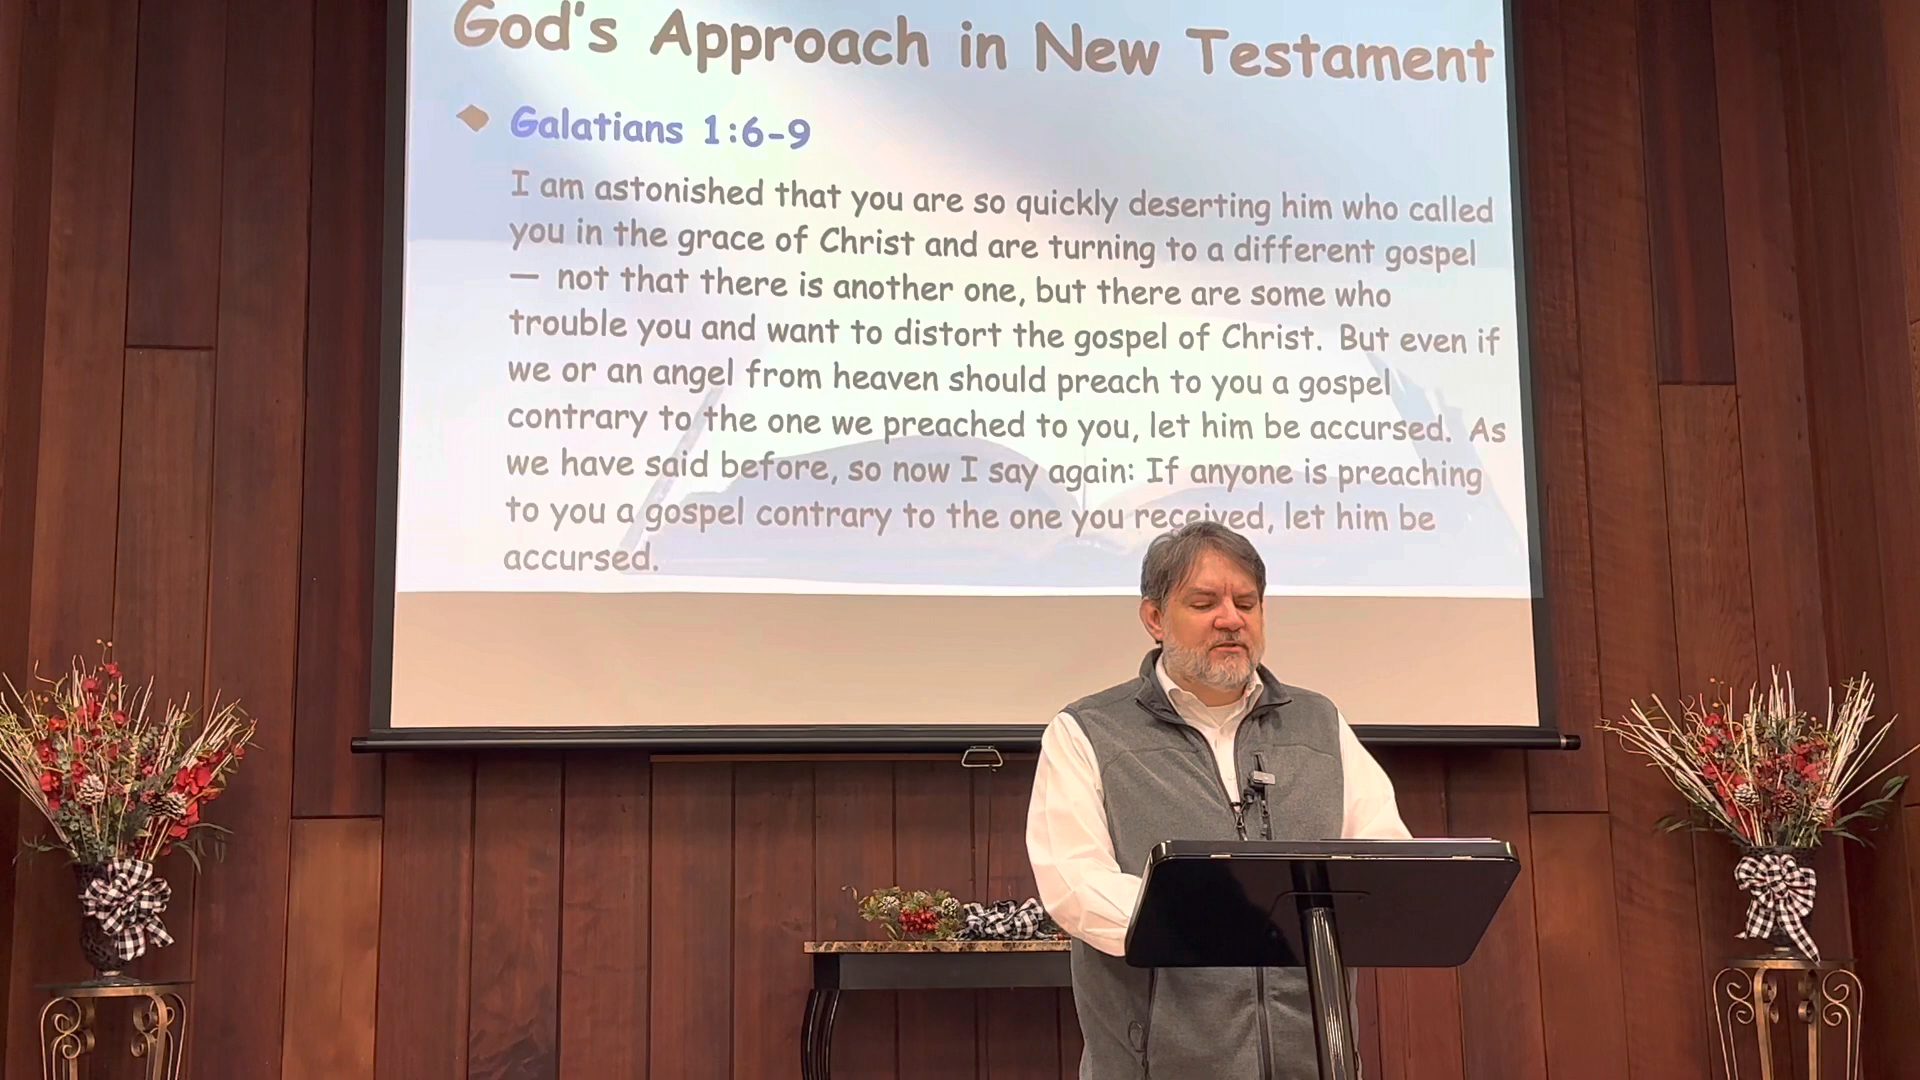 God's Approach in New Testament
Galatians 1:6-9
I am astonished that you are so quickly deserting him who called
you in the grace of Christ and are turning to a different gospel
— not that there is another one, but there are some who
trouble you and want to distort the gospel of Christ. But even if
we or an angel from heaven should preach to you a gospel
contrary to the one we preached to you, let him be accursed. As
we have said before, so now I say again: If anyone is preaching
to you a gospel contrary to the one you received, let him be
accursed.